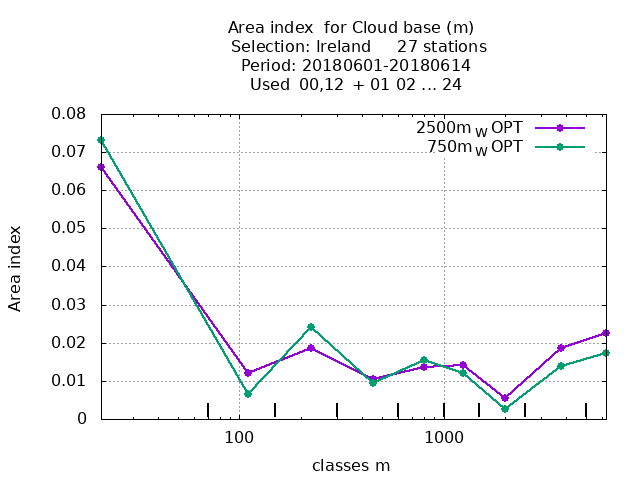 Area index  for Cloud base (m)
Selection: Ireland     27 stations
Period: 20180601-20180614
Used  00,12  + 01 02 ... 24
2500m W OPT
750m W OPT
0.08
0.07
0.06
0.05
0.04
0.03
0.02
0.01
0
Area index
100
1000
classes m